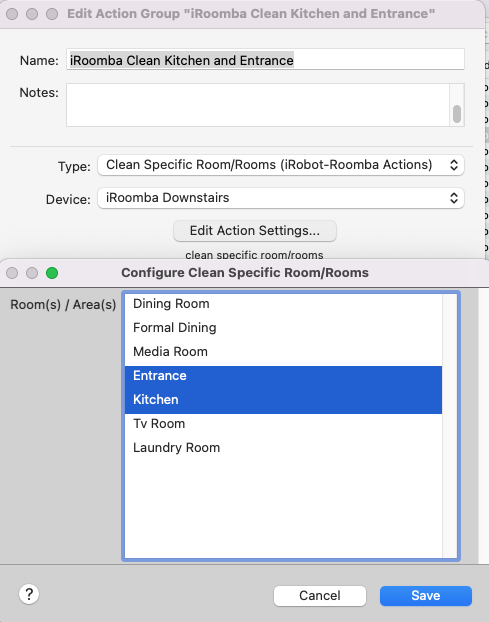 Edit Action Group "iRoomba Clean Kitchen and Entrance"
Name: iRoomba Clean Kitchen and Entrance
Notes:
Type: Clean Specific Room/Rooms (iRobot-Roomba Actions)
Device: iRoomba Downstairs
Edit Action Settings...
clean specific room/rooms
Configure Clean Specific Room/Rooms
Room(s) / Area(s) Dining Room
Formal Dining
Media Room
Entrance
Kitchen
Tv Room
Laundry Room
? Cancel Save